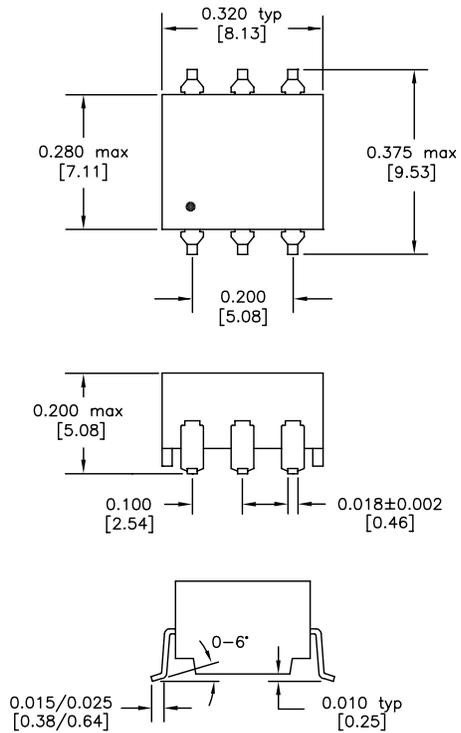 0.320 typ
[8.13]
0.280 max
[7.11]
0.375 max
[9.53]
0.200
[5.08]
0.200 max
[5.08]
0.100
[2.54]
0.018±0.002
[0.46]
0-6°
0.015/0.025
[0.38/0.64]
0.010 typ
[0.25]